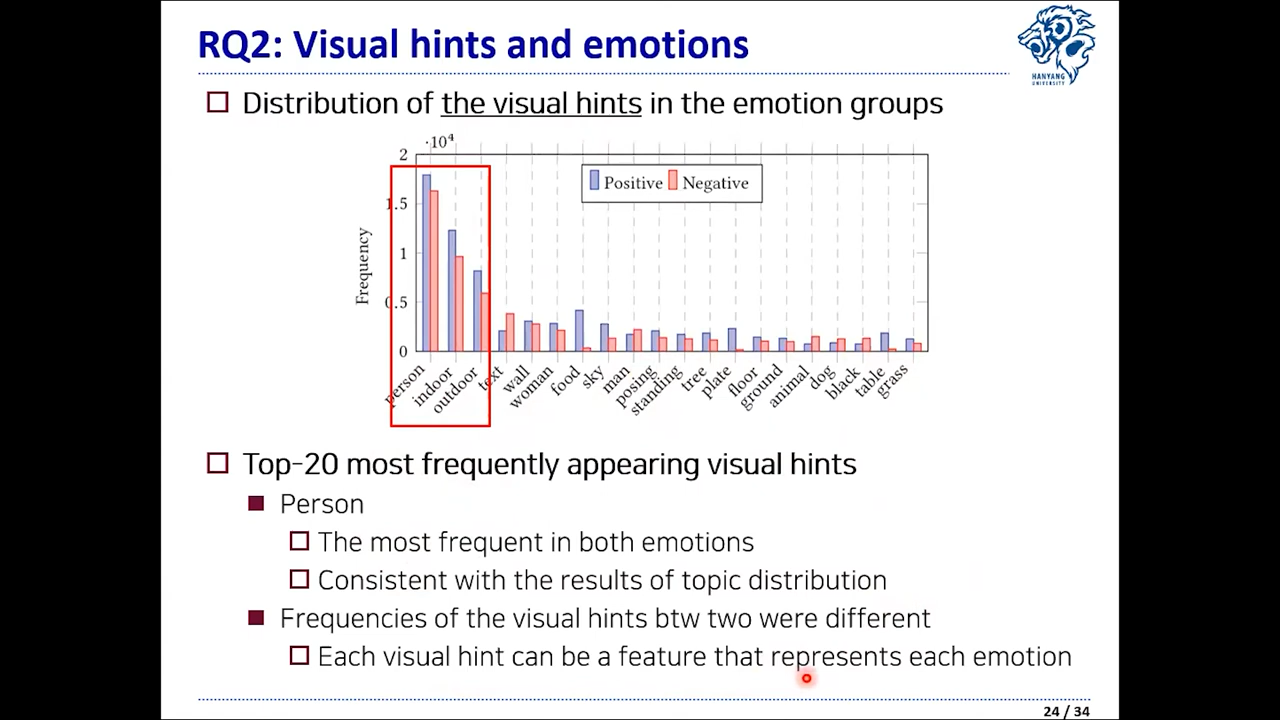 RQ2: Visual hints and emotions
HANYANG
UNIVERSITY
Distribution of the visual hints in the emotion groups
·10⁴
2
1.5
1
0.5
0
Frequency
Positive Negative
person indoor outdoor text wall woman food sky man posing standing tree plate floor ground animal dog black table grass
Top-20 most frequently appearing visual hints
Person
The most frequent in both emotions
Consistent with the results of topic distribution
Frequencies of the visual hints btw two were different
Each visual hint can be a feature that represents each emotion
24 / 34